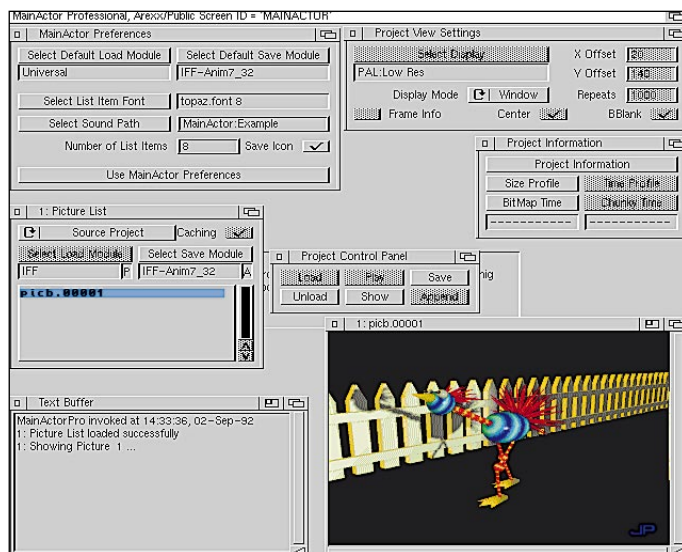 MainActor Professional, Arexx/Public Screen ID = "MAINACTOR"
MainActor Preferences
Select Default Load Module
Select Default Save Module
Universal
IFF-Anim7_32
Select List Item Font
topaz.font 8
Select Sound Path
MainActor:Example
Number of List Items
8
Save Icon
Use MainActor Preferences
Project View Settings
Select Display
X Offset
20
PAL:Low Res
Y Offset
140
Display Mode
Window
Repeats
1000
Frame Info
Center
BBlank
Project Information
Project Information
Size Profile
Time Profile
BitMap Time
Chunky Time
1: Picture List
Source Project
Caching
Select Load Module
Select Save Module
IFF
P
IFF-Anim7_32
A
picb.00001
Project Control Panel
Load
Play
Save
Unload
Show
Append
nig
1: picb.00001
JP
Text Buffer
MainActorPro invoked at 14:33:36, 02-Sep-92
1: Picture List loaded successfully
1: Showing Picture 1 ...